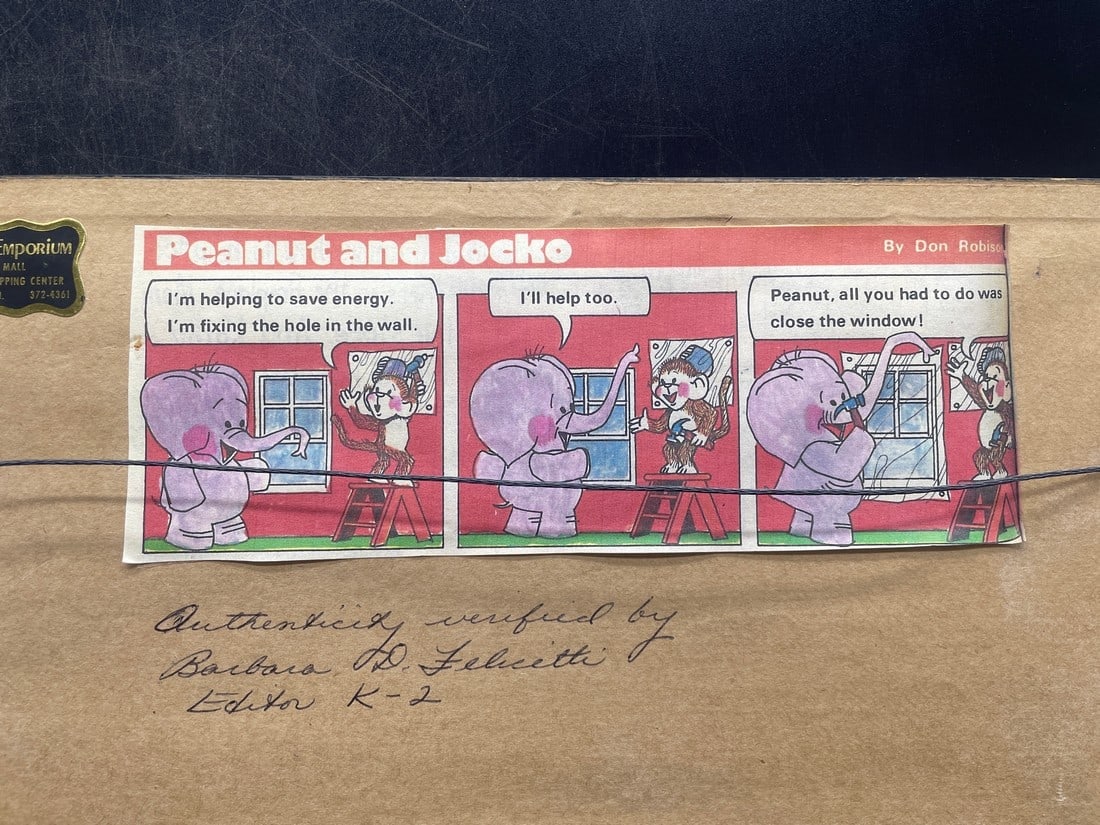 EMPORIUM
MALL
PPING CENTER
372-4361
Peanut and Jocko
By Don Robiso
I'm helping to save energy.
I'm fixing the hole in the wall.
I'll help too.
Peanut, all you had to do was
close the window!
Authenticity verified by
Barbara D. Felicetti
Editor K-2